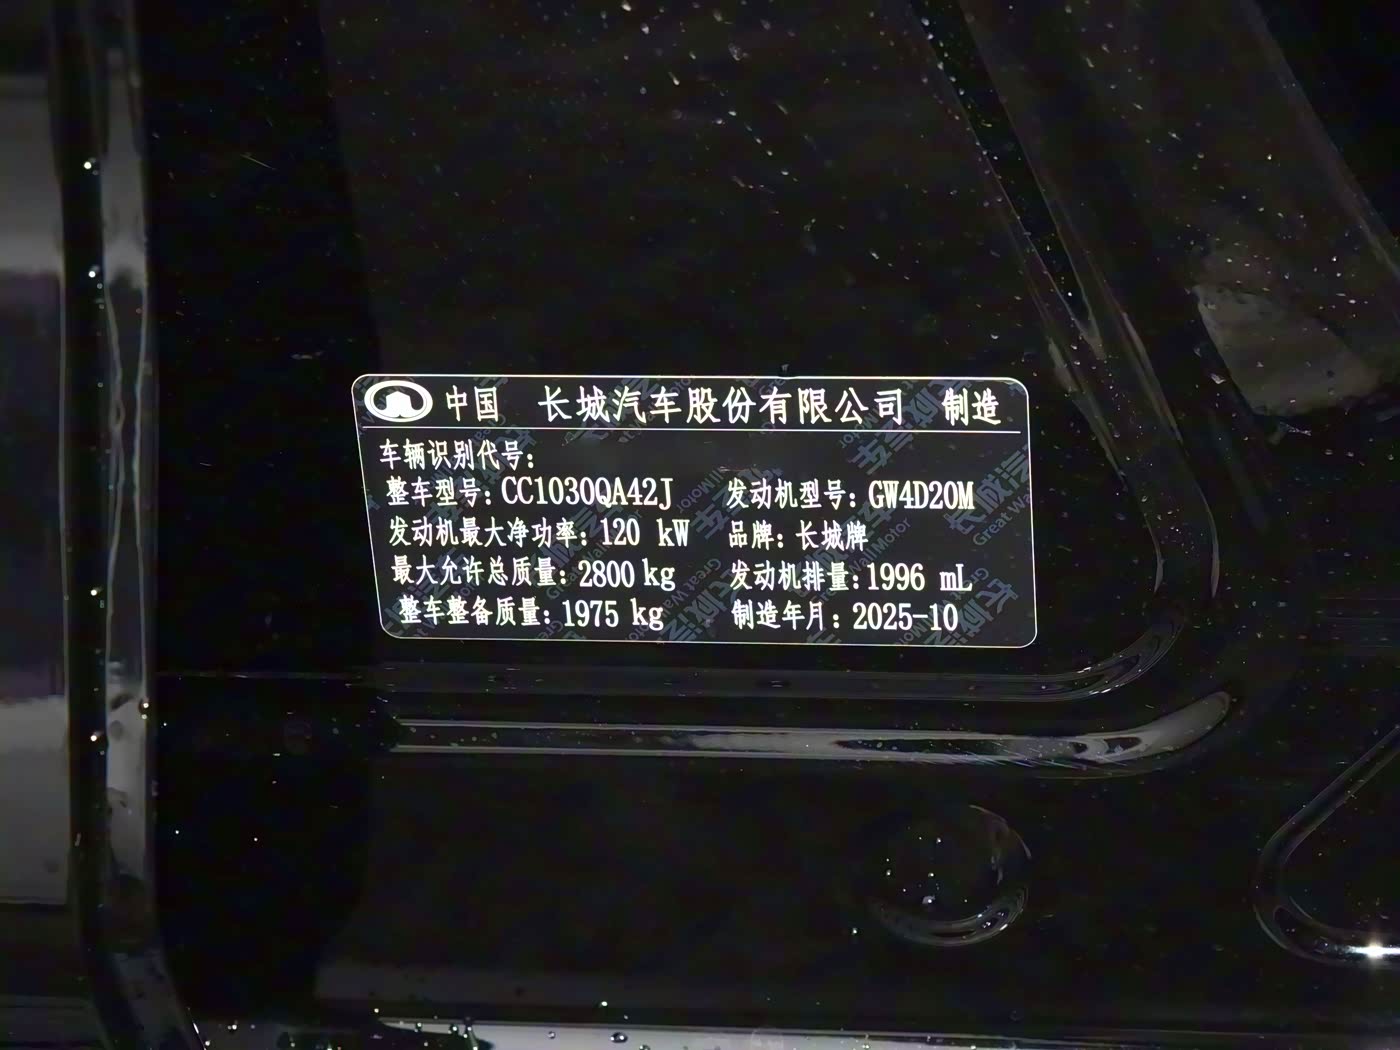 中国 长城汽车股份有限公司 制造
车辆识别代号：
整车型号：CC1030QA42J 发动机型号：GW4D20M
发动机最大净功率：120 kW 品牌：长城牌
最大允许总质量：2800 kg 发动机排量：1996 mL
整车整备质量：1975 kg 制造年月：2025-10